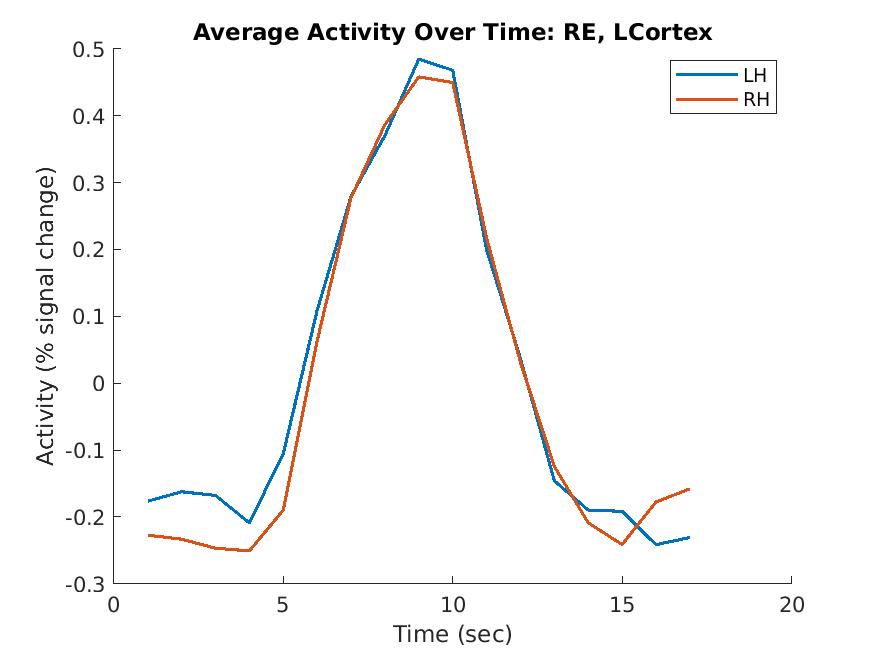 Average Activity Over Time: RE, LCortex
LH
RH
0.5
0.4
0.3
0.2
0.1
0
-0.1
-0.2
-0.3
Activity (% signal change)
0 5 10 15 20
Time (sec)